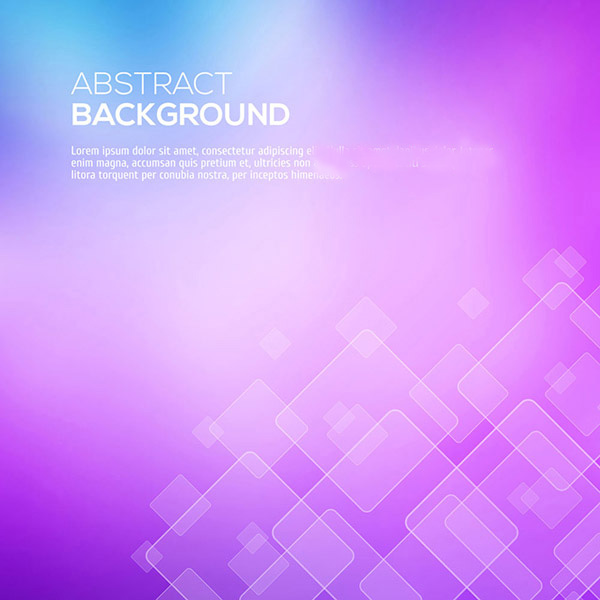 ABSTRACT
BACKGROUND
Lorem ipsum dolor sit amet, consectetur adipiscing
enim magna, accumsan quis pretium et, ultricies non
litora torquent per conubia nostra, per inceptos